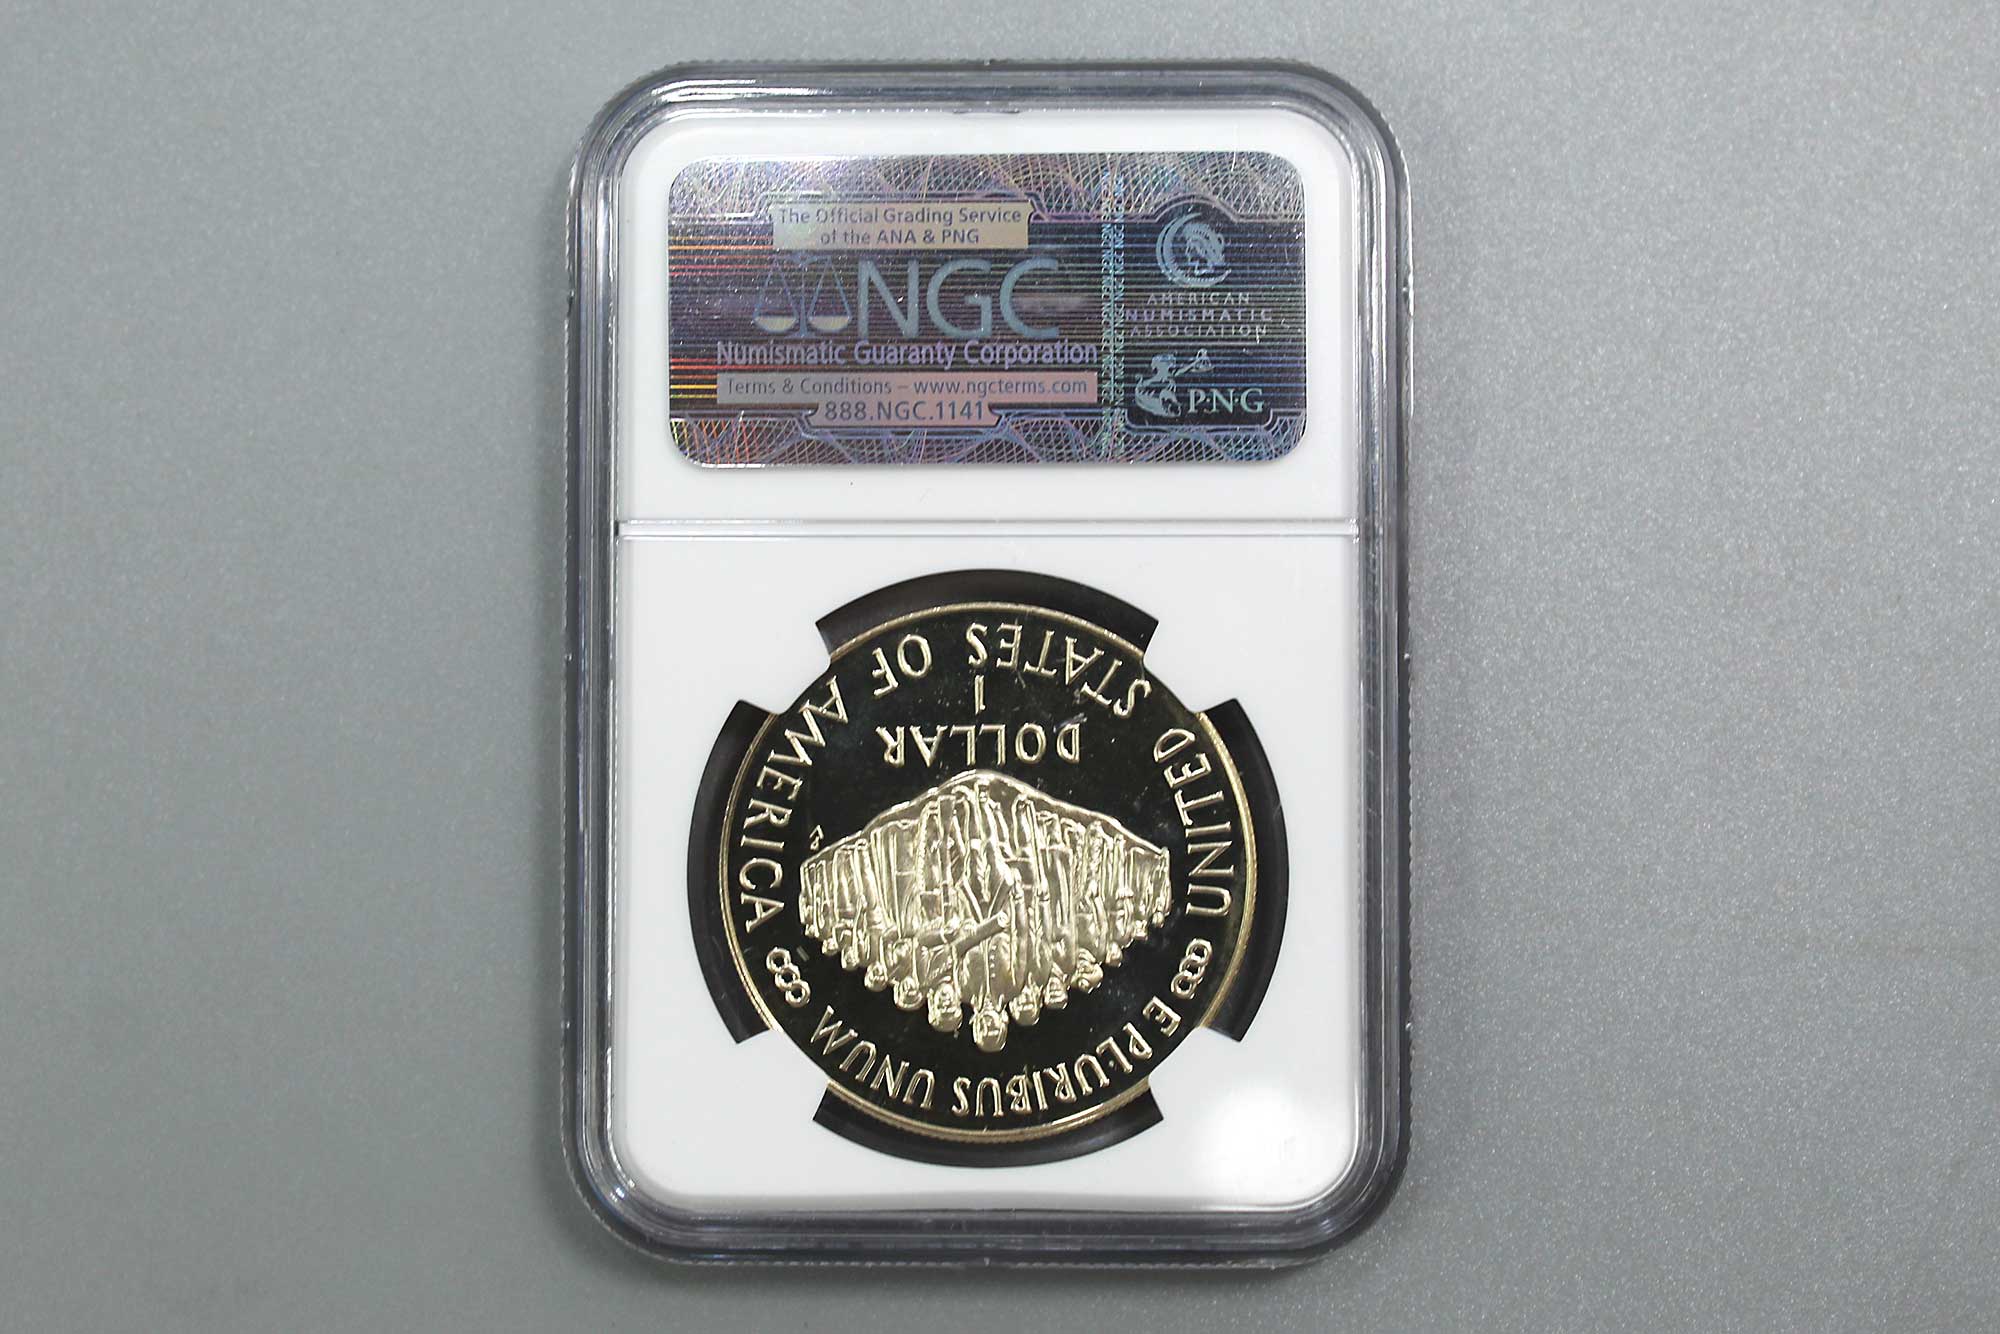 The Official Grading Service
of the ANA & PNG
NGC
Numismatic Guaranty Corporation
Terms & Conditions – www.ngcterms.com
888.NGC.1141
AMERICAN
NUMISMATIC
ASSOCIATION
P·N·G
UNITED STATES OF AMERICA
1
DOLLAR
E PLURIBUS UNUM